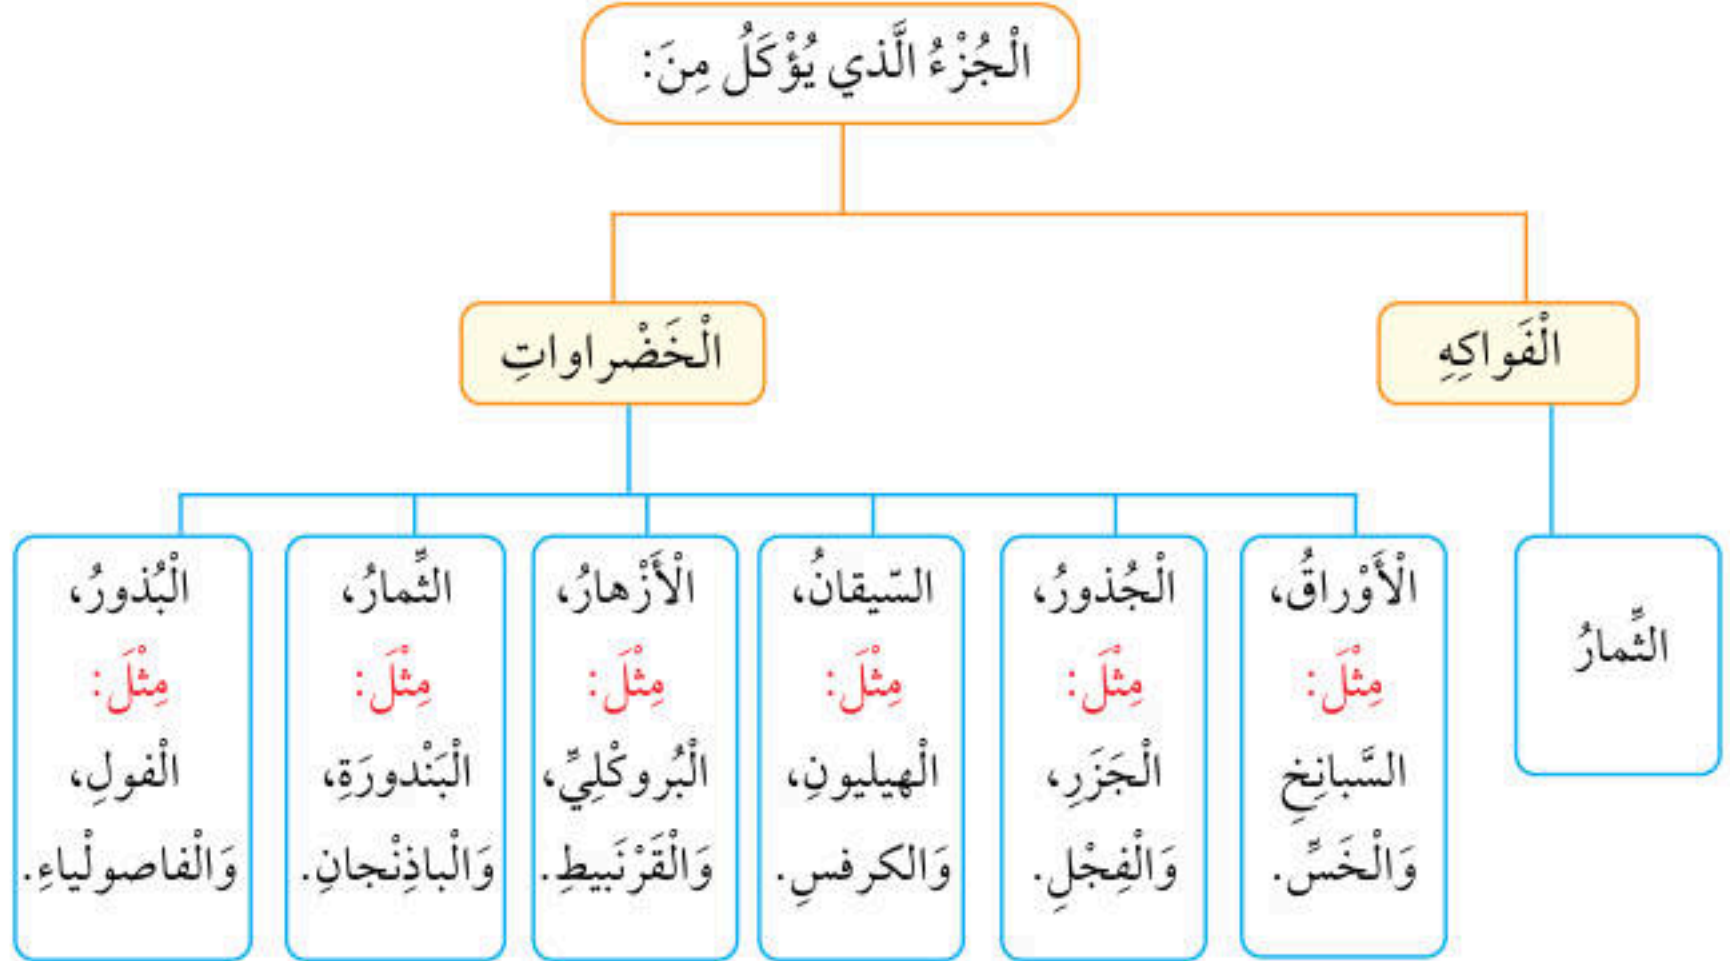 الْجُزْءُ الَّذي يُؤْكَلُ مِنَ:
الْفَواكِهِ
الْخَضْراواتِ
الثِّمارُ
الْأَوْراقُ،
مِثْلَ:
السَّبانِخِ
وَالْخَسِّ.
الْجُذورُ،
مِثْلَ:
الْجَزَرِ،
وَالْفِجْلِ.
السّيقانُ،
مِثْلَ:
الْهيليونِ،
وَالكرفسِ.
الْأَزْهارُ،
مِثْلَ:
الْبُروكْلِيِّ،
وَالْقَرْنَبيطِ.
الثِّمارُ،
مِثْلَ:
الْبَنْدورَةِ،
وَالْباذِنْجانِ.
الْبُذورُ،
مِثْلَ:
الْفولِ،
وَالْفاصولْياءِ.